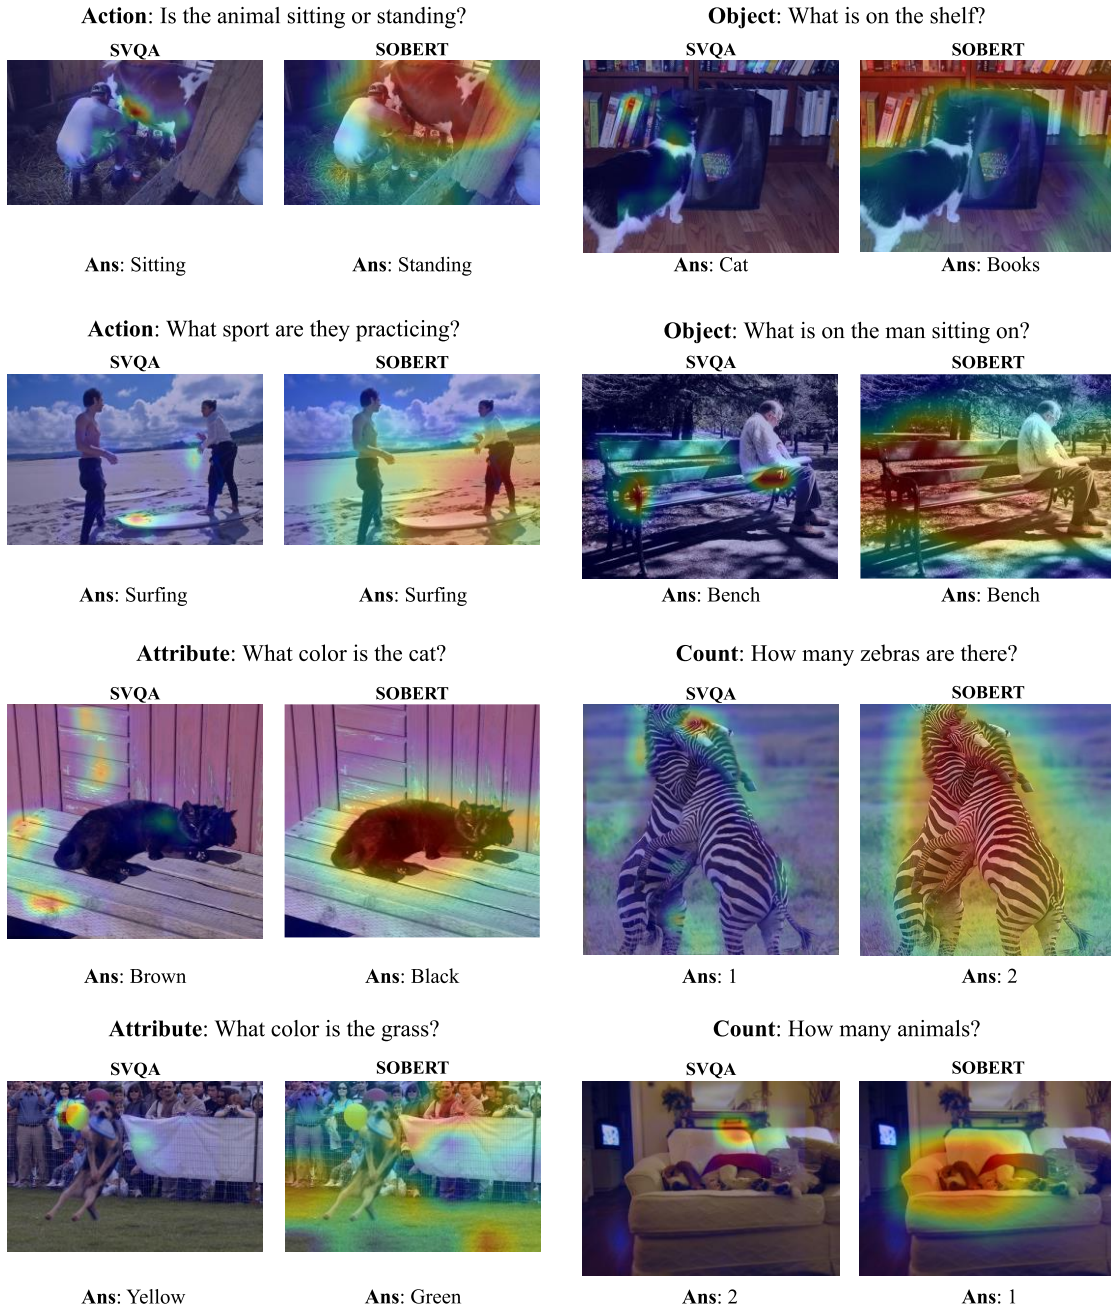 Action: Is the animal sitting or standing?
SVQA SOBERT
Ans: Sitting Ans: Standing
Object: What is on the shelf?
SVQA SOBERT
Ans: Cat Ans: Books
Action: What sport are they practicing?
SVQA SOBERT
Ans: Surfing Ans: Surfing
Object: What is on the man sitting on?
SVQA SOBERT
Ans: Bench Ans: Bench
Attribute: What color is the cat?
SVQA SOBERT
Ans: Brown Ans: Black
Count: How many zebras are there?
SVQA SOBERT
Ans: 1 Ans: 2
Attribute: What color is the grass?
SVQA SOBERT
Ans: Yellow Ans: Green
Count: How many animals?
SVQA SOBERT
Ans: 2 Ans: 1